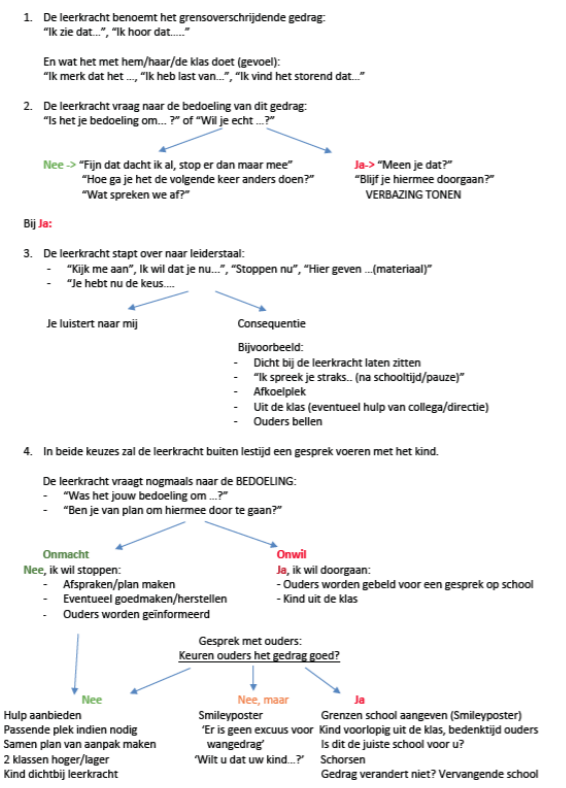 1. De leerkracht benoemt het grensoverschrijdende gedrag:
"Ik zie dat...", "Ik hoor dat....."
En wat het met hem/haar/de klas doet (gevoel):
"Ik merk dat het ..., "Ik heb last van...", "Ik vind het storend dat..."
2. De leerkracht vraag naar de bedoeling van dit gedrag:
"Is het je bedoeling om... ?" of "Wil je echt ...?"
Nee -> "Fijn dat dacht ik al, stop er dan maar mee" Ja-> "Meen je dat?"
"Hoe ga je het de volgende keer anders doen?" "Blijf je hiermee doorgaan?"
"Wat spreken we af?" VERBAZING TONEN
Bij Ja:
3. De leerkracht stapt over naar leiderstaal:
- "Kijk me aan", Ik wil dat je nu...", "Stoppen nu", "Hier geven ...(materiaal)"
- "Je hebt nu de keus....
Je luistert naar mij Consequentie
Bijvoorbeeld:
- Dicht bij de leerkracht laten zitten
- "Ik spreek je straks.. (na schooltijd/pauze)"
- Afkoelplek
- Uit de klas (eventueel hulp van collega/directie)
- Ouders bellen
4. In beide keuzes zal de leerkracht buiten lestijd een gesprek voeren met het kind.
De leerkracht vraagt nogmaals naar de BEDOELING:
- "Was het jouw bedoeling om ...?"
- "Ben je van plan om hiermee door te gaan?"
Onmacht Onwil
Nee, ik wil stoppen: Ja, ik wil doorgaan:
- Afspraken/plan maken - Ouders worden gebeld voor een gesprek op school
- Eventueel goedmaken/herstellen - Kind uit de klas
- Ouders worden geïnformeerd
Gesprek met ouders:
Keuren ouders het gedrag goed?
Nee Nee, maar Ja
Hulp aanbieden Smileyposter Grenzen school aangeven (Smileyposter)
Passende plek indien nodig 'Er is geen excuus voor Kind voorlopig uit de klas, bedenktijd ouders
Samen plan van aanpak maken wangedrag' Is dit de juiste school voor u?
2 klassen hoger/lager 'Wilt u dat uw kind...?' Schorsen
Kind dichtbij leerkracht Gedrag verandert niet? Vervangende school